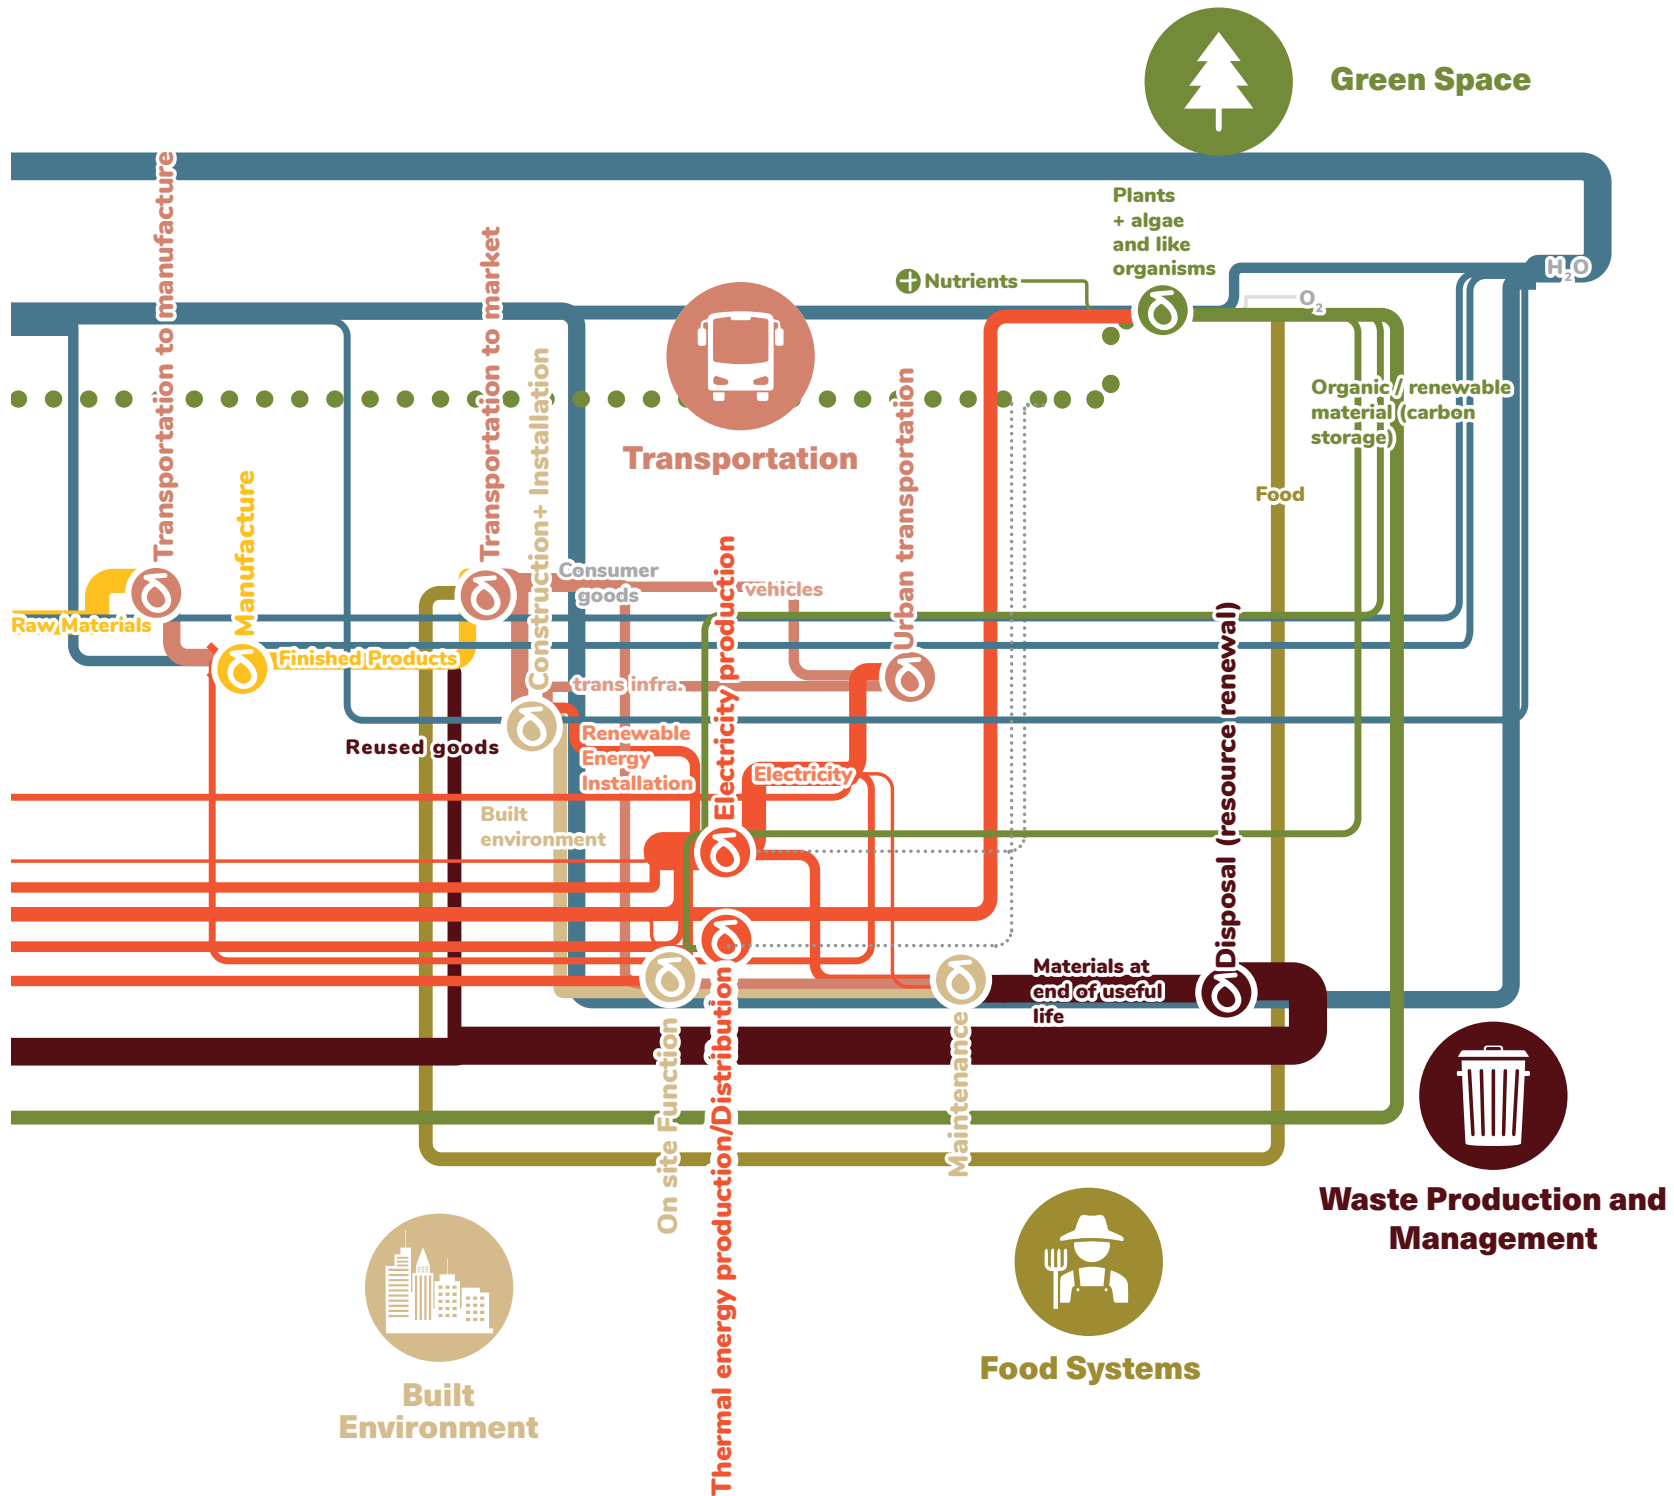 Green Space
Transportation to manufacture
Plants
+ algae
and like
organisms
Transportation to market
H2O
Nutrients
O2
Construction+ Installation
Urban transportation
Organic / renewable
material (carbon
storage)
Transportation
Manufacture
Food
Electricity production
Consumer
goods
vehicles
Disposal (resource renewal)
Raw Materials
Finished Products
trans infra.
Renewable
Energy
Installation
Reused goods
Electricity
Built
environment
Materials at
end of useful
life
On site Function
Thermal energy production/Distribution
Maintenance
Waste Production and
Management
Food Systems
Built
Environment